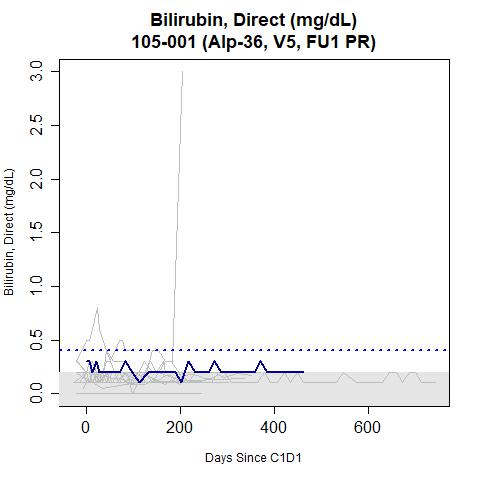 Bilirubin, Direct (mg/dL)
105-001 (Alp-36, V5, FU1 PR)
Bilirubin, Direct (mg/dL)
3.0
2.5
2.0
1.5
1.0
0.5
0.0
0 200 400 600
Days Since C1D1